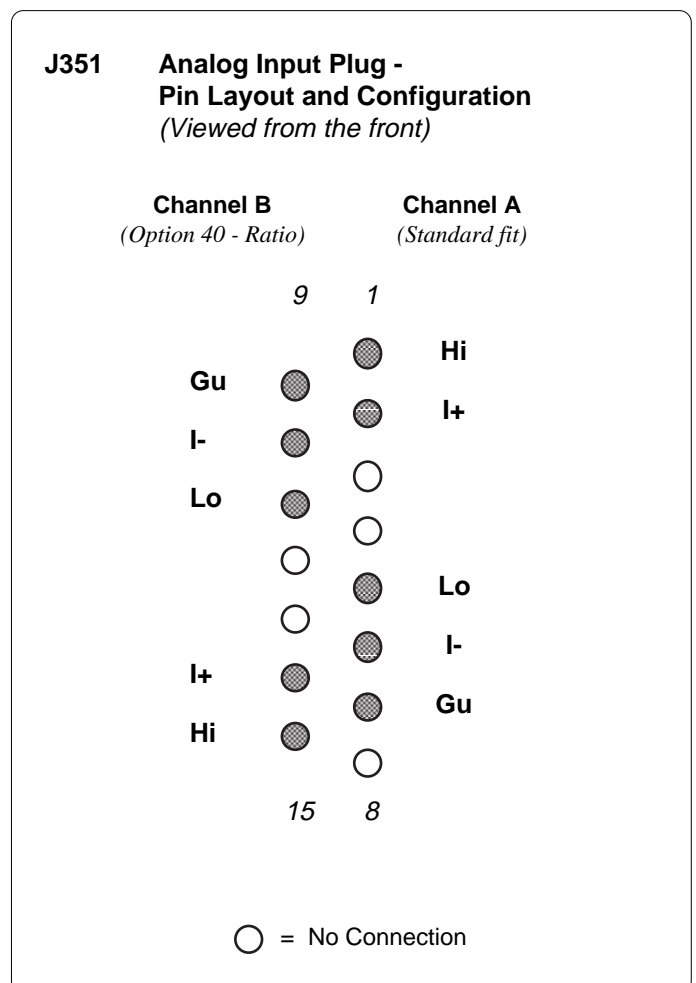 J351 Analog Input Plug -
Pin Layout and Configuration
(Viewed from the front)
Channel B Channel A
(Option 40 - Ratio) (Standard fit)
9 1
Hi
Gu
I+
I-
Lo
Lo
I-
I+
Gu
Hi
15 8
= No Connection